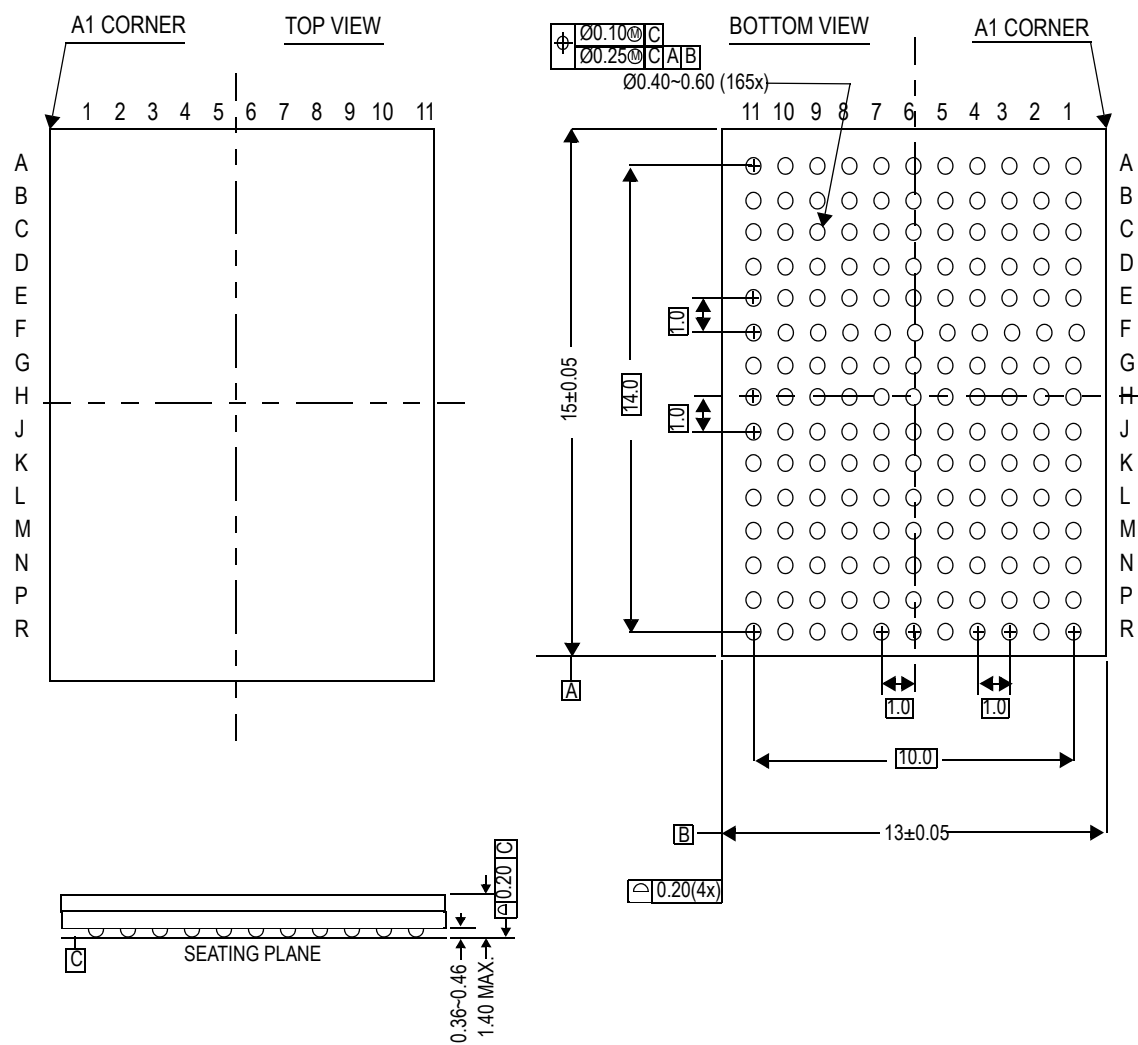 A1 CORNER
TOP VIEW
1 2 3 4 5 6 7 8 9 10 11
A
B
C
D
E
F
G
H
J
K
L
M
N
P
R
Ø0.10Ⓜ C
Ø0.25Ⓜ C A B
Ø0.40~0.60 (165x)
BOTTOM VIEW
A1 CORNER
11 10 9 8 7 6 5 4 3 2 1
A
B
C
D
E
F
G
H
J
K
L
M
N
P
R
1.0
1.0
15±0.05
14.0
A
1.0
1.0
10.0
B
13±0.05
0.20(4x)
0.20 C
C
SEATING PLANE
0.36~0.46
1.40 MAX.